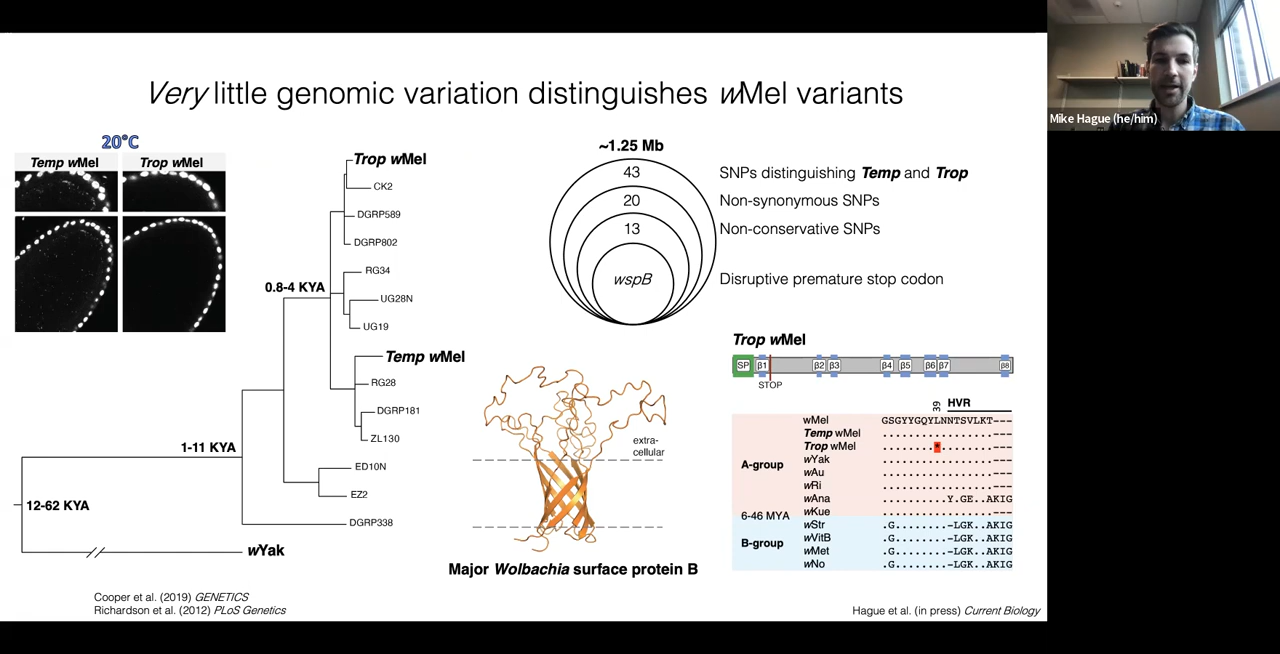 Very little genomic variation distinguishes wMel variants
Mike Hague (he/him)
20°C
Temp wMel
Trop wMel
Trop wMel
CK2
DGRP589
DGRP802
RG34
UG28N
UG19
Temp wMel
RG28
DGRP181
ZL130
ED10N
EZ2
DGRP338
wYak
0.8-4 KYA
1-11 KYA
12-62 KYA
Cooper et al. (2019) GENETICS
Richardson et al. (2012) PLoS Genetics
~1.25 Mb
43 SNPs distinguishing Temp and Trop
20 Non-synonymous SNPs
13 Non-conservative SNPs
wspB Disruptive premature stop codon
extra-
cellular
Major Wolbachia surface protein B
Trop wMel
SP β1 β2 β3 β4 β5 β6 β7 β8
STOP
39 HVR
wMel GSGYYGQYLNNTSVLKT---
Temp wMel .................---
Trop wMel ........*........---
A-group
wYak .................---
wAu .................---
wRi .................---
wAna ..........Y.GE..AKIG
wKue .................---
6-46 MYA
B-group
wStr .G........-LGK..AKIG
wVitB .G........-LGK..AKIG
wMet .G........-LGK..AKIG
wNo .G........-LGK..AKIG
Hague et al. (in press) Current Biology